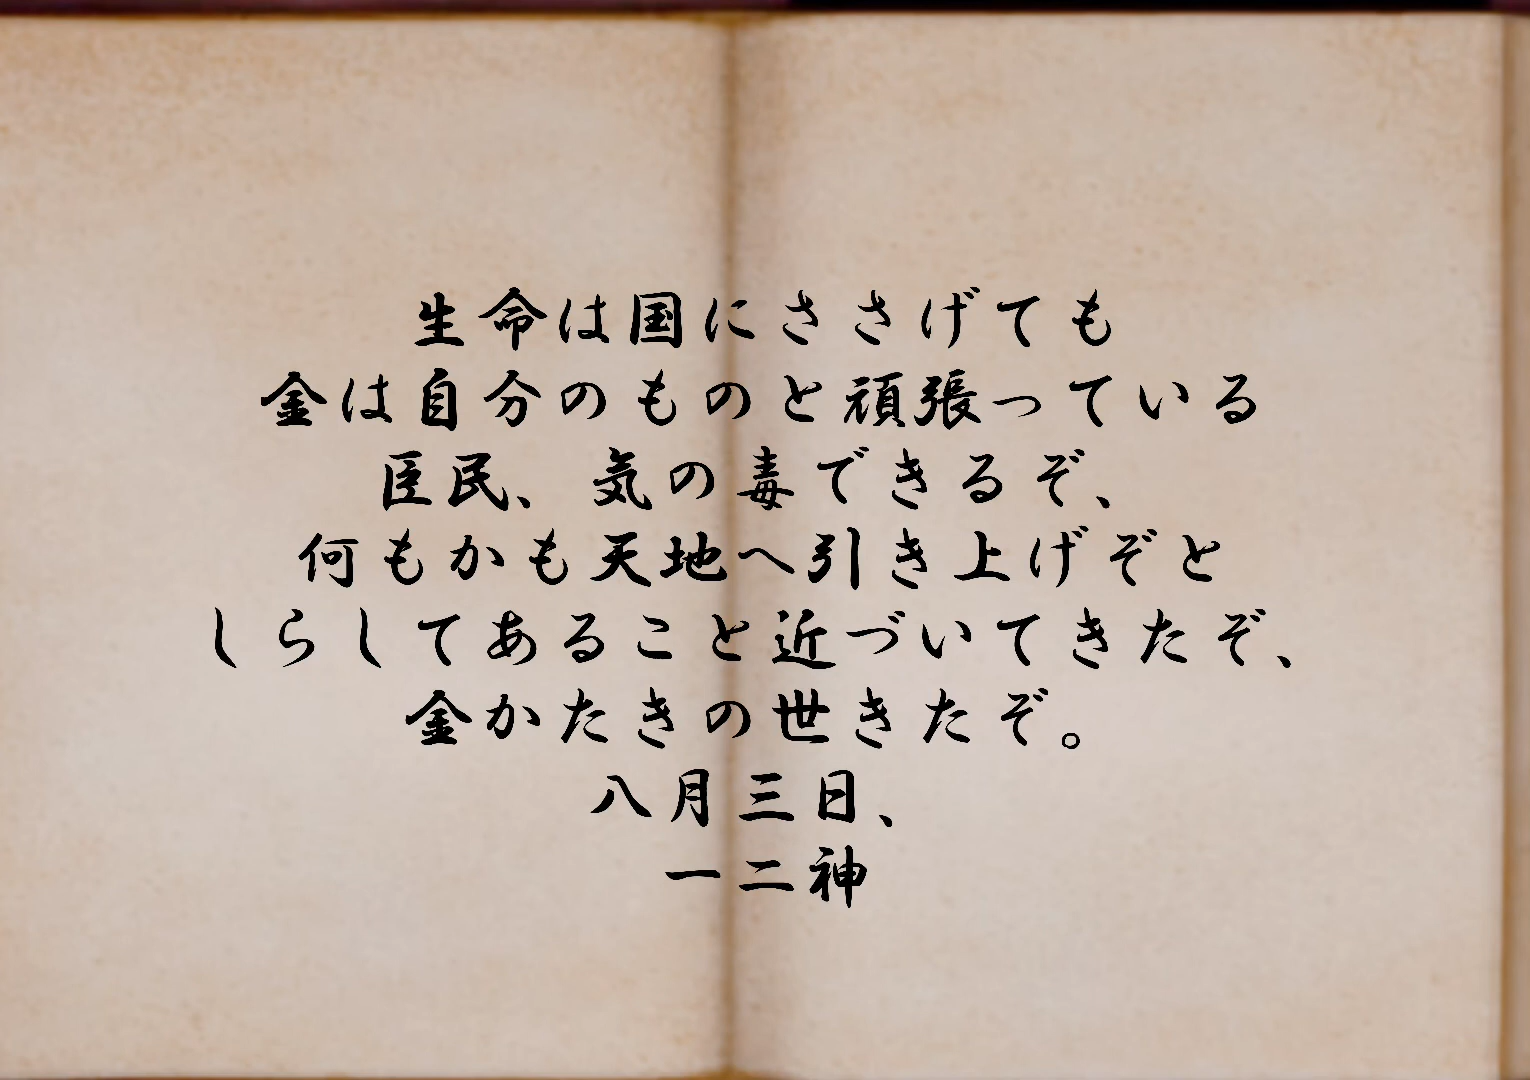 生命は国にささげても
金は自分のものと頑張っている
臣民、気の毒できるぞ、
何もかも天地へ引き上げぞと
しらしてあること近づいてきたぞ、
金かたきの世きたぞ。
八月三日、
一二神